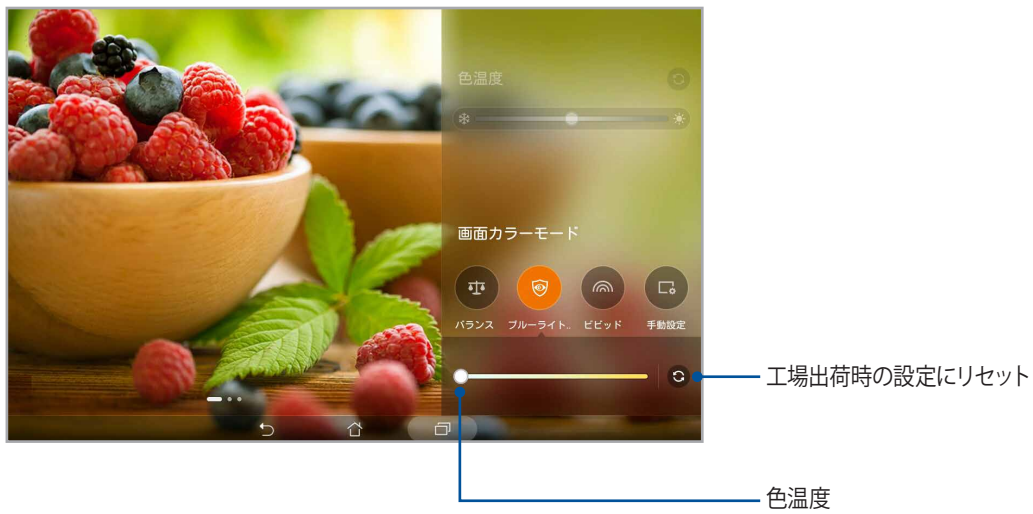 色温度
画面カラーモード
バランス ブルーライト.. ビビッド 手動設定
工場出荷時の設定にリセット
色温度